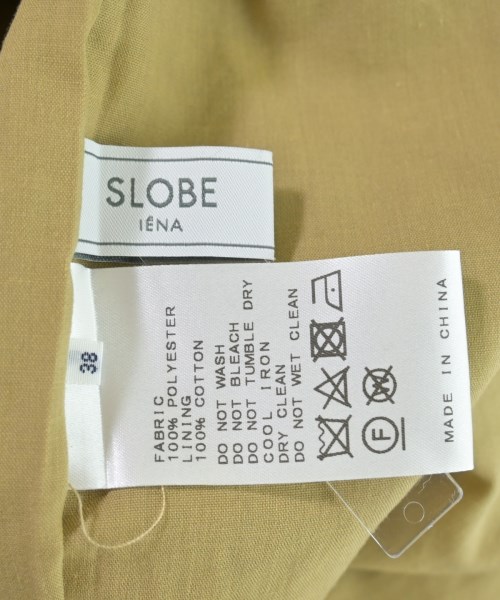 SLOBE
IÉNA
38
FABRIC
100% POLYESTER
LINING
100% COTTON
DO NOT WASH
DO NOT BLEACH
DO NOT TUMBLE DRY
COOL IRON
DRY CLEAN
DO NOT WET CLEAN
F
W
MADE IN CHINA